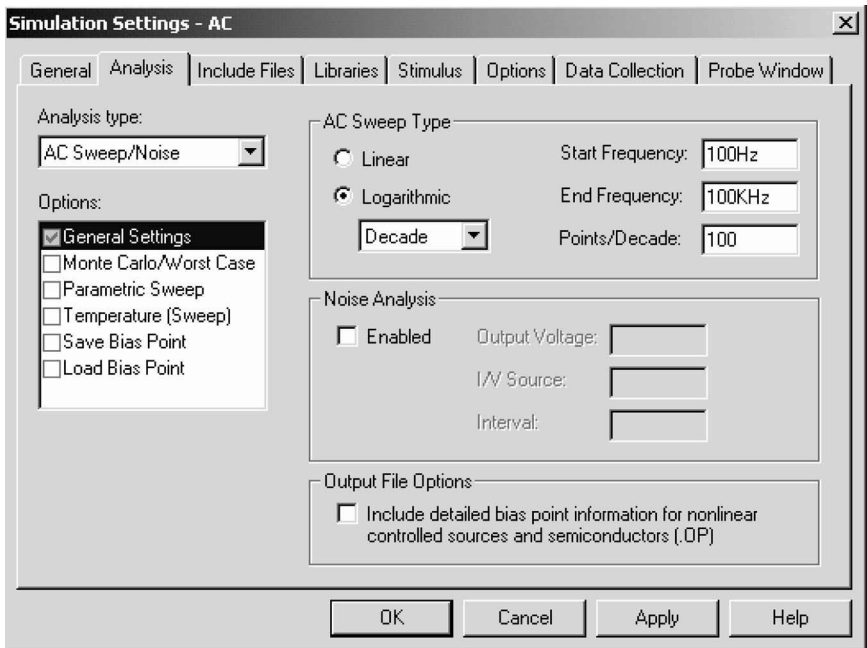 Simulation Settings - AC
General Analysis Include Files Libraries Stimulus Options Data Collection Probe Window
Analysis type:
AC Sweep/Noise
Options:
General Settings
Monte Carlo/Worst Case
Parametric Sweep
Temperature (Sweep)
Save Bias Point
Load Bias Point
AC Sweep Type
Linear
Logarithmic
Decade
Start Frequency: 100Hz
End Frequency: 100KHz
Points/Decade: 100
Noise Analysis
Enabled
Output Voltage:
I/V Source:
Interval:
Output File Options
Include detailed bias point information for nonlinear
controlled sources and semiconductors (.OP)
OK Cancel Apply Help